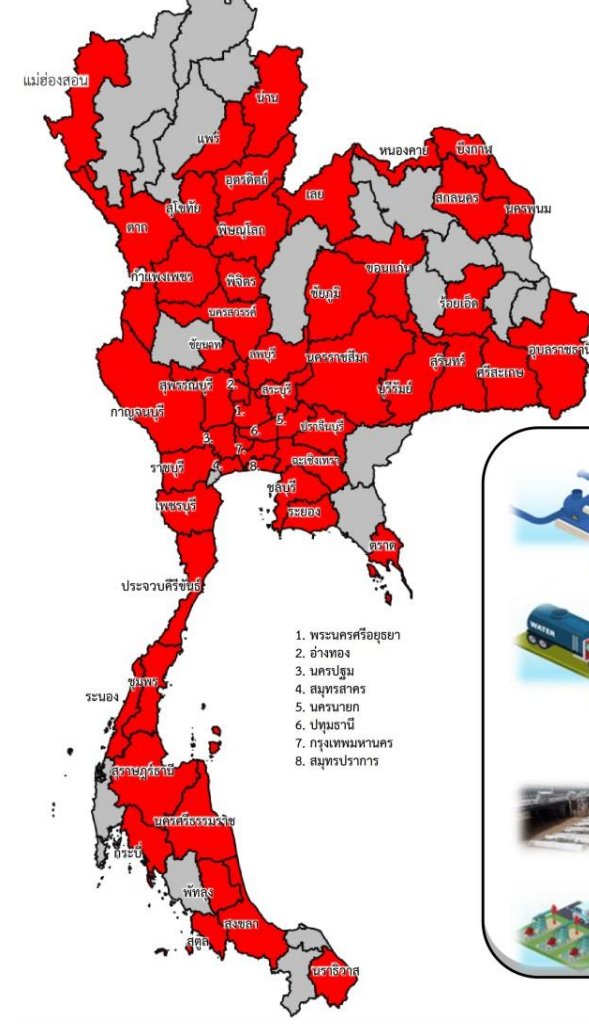 แม่ฮ่องสอน
น่าน
แพร่
หนองคาย
บึงกาฬ
อุตรดิตถ์
เลย
สกลนคร
นครพนม
สุโขทัย
ตาก
พิษณุโลก
ขอนแก่น
กำแพงเพชร
พิจิตร
ชัยภูมิ
ร้อยเอ็ด
นครสวรรค์
ชัยนาท
ลพบุรี
นครราชสีมา
สุรินทร์
ศรีสะเกษ
อุบลราชธานี
สุพรรณบุรี
2.
สระบุรี
บุรีรัมย์
กาญจนบุรี
1.
5.
ปราจีนบุรี
3.
6.
7.
ราชบุรี
4.
8.
ฉะเชิงเทรา
ชลบุรี
เพชรบุรี
ระยอง
ตราด
ประจวบคีรีขันธ์
1. พระนครศรีอยุธยา
2. อ่างทอง
3. นครปฐม
4. สมุทรสาคร
5. นครนายก
6. ปทุมธานี
7. กรุงเทพมหานคร
8. สมุทรปราการ
ชุมพร
ระนอง
สุราษฎร์ธานี
นครศรีธรรมราช
กระบี่
พัทลุง
สงขลา
สตูล
นราธิวาส
WATER